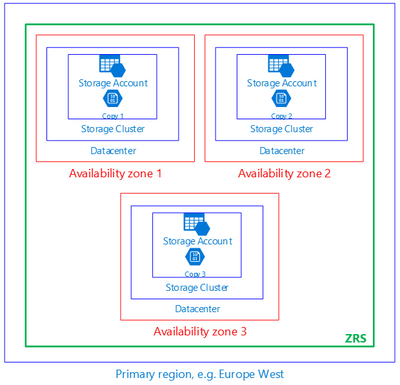 Storage Account
Copy 1
Storage Cluster
Datacenter
Availability zone 1
Storage Account
Copy 2
Storage Cluster
Datacenter
Availability zone 2
Storage Account
Copy 3
Storage Cluster
Datacenter
Availability zone 3
ZRS
Primary region, e.g. Europe West